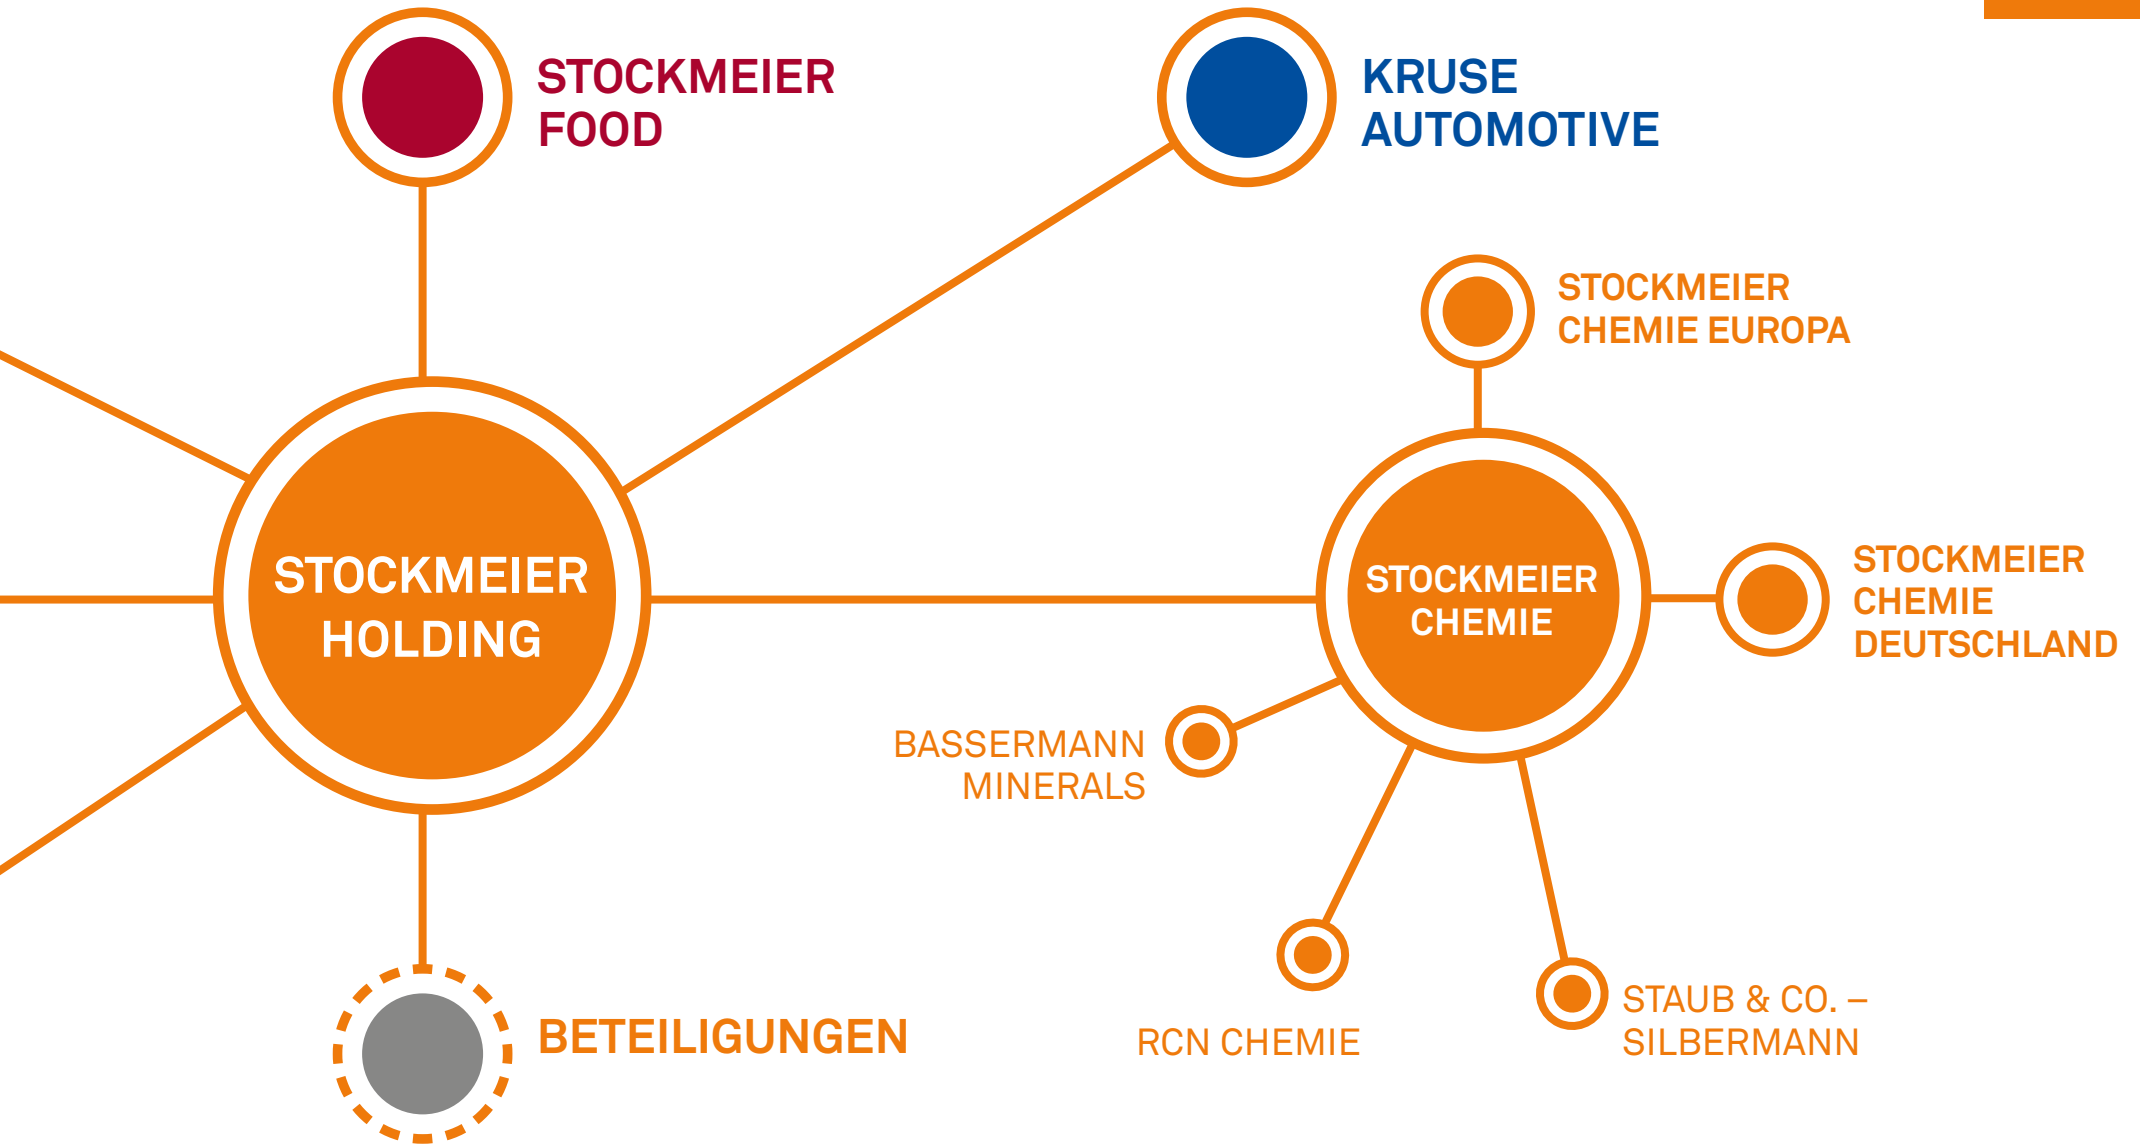 STOCKMEIER
FOOD
KRUSE
AUTOMOTIVE
STOCKMEIER
CHEMIE EUROPA
STOCKMEIER
HOLDING
STOCKMEIER
CHEMIE
STOCKMEIER
CHEMIE
DEUTSCHLAND
BASSERMANN
MINERALS
RCN CHEMIE
STAUB & CO. –
SILBERMANN
BETEILIGUNGEN